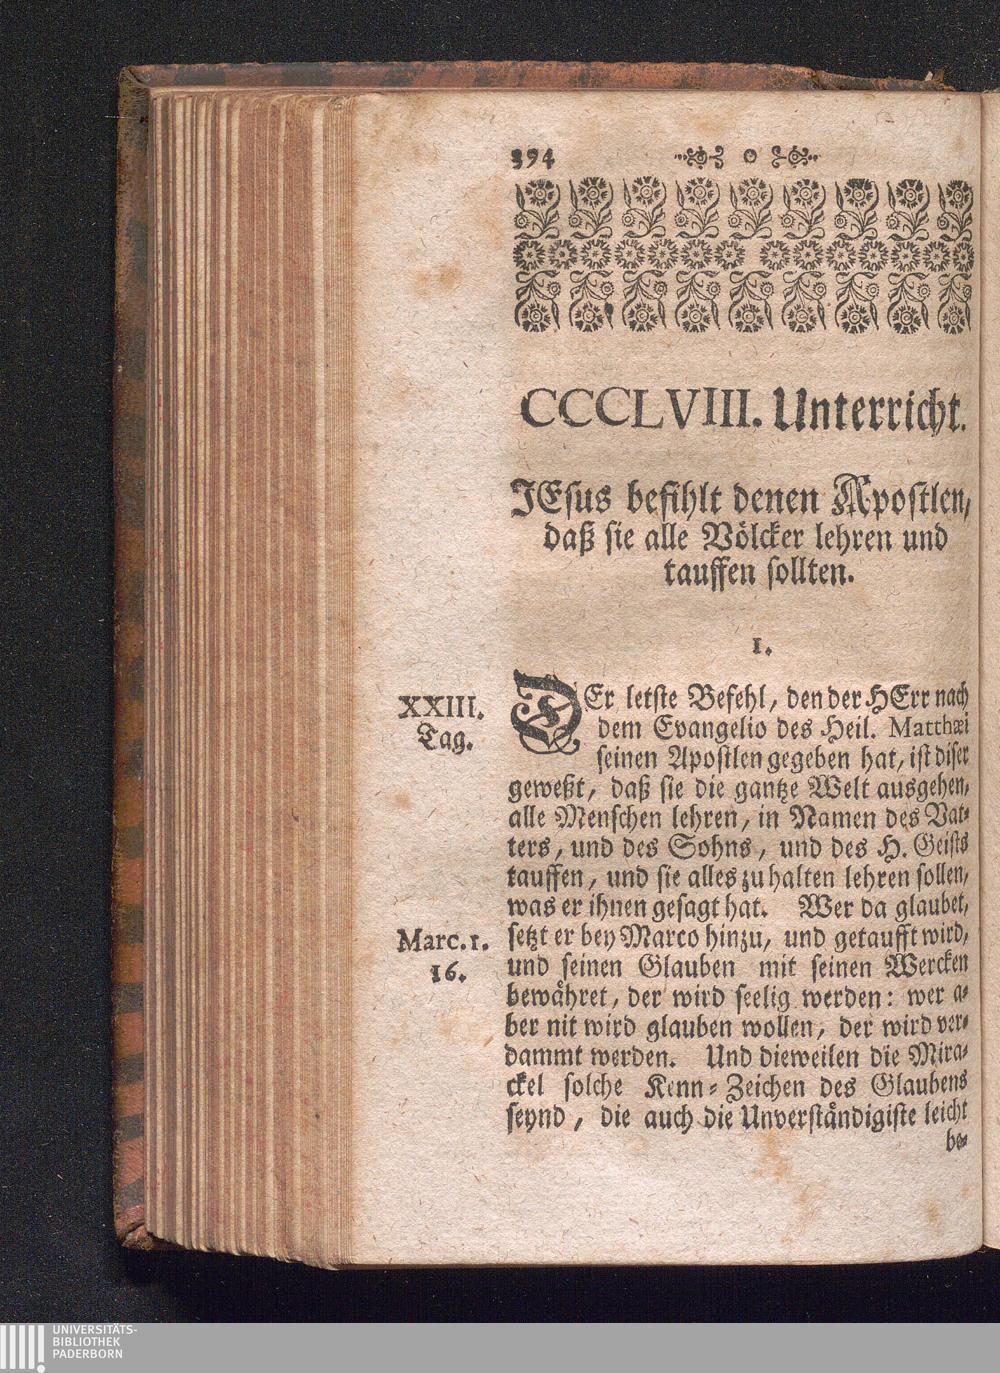 394
CCCLVIII. Unterricht.
JEsus befihlt denen Apostlen,
daß sie alle Völcker lehren und
tauffen sollten.
1.
XXIII.
Tag.
DEr letste Befehl, den der HErr nach
dem Evangelio des Heil. Matthæi
seinen Apostlen gegeben hat, ist diser
geweßt, daß sie die gantze Welt ausgehen,
alle Menschen lehren, in Namen des Vat-
ters, und des Sohns, und des H. Geists
tauffen, und sie alles zu halten lehren sollen,
was er ihnen gesagt hat. Wer da glaubet,
Marc. 1.
16.
setzt er bey Marco hinzu, und getaufft wird,
und seinen Glauben mit seinen Wercken
bewähret, der wird seelig werden: wer a-
ber nit wird glauben wollen, der wird ver-
dammt werden. Und dieweilen die Mira-
ckel solche Kenn-Zeichen des Glaubens
seynd, die auch die Unverständigiste leicht
be-
UNIVERSITÄTS-
BIBLIOTHEK
PADERBORN